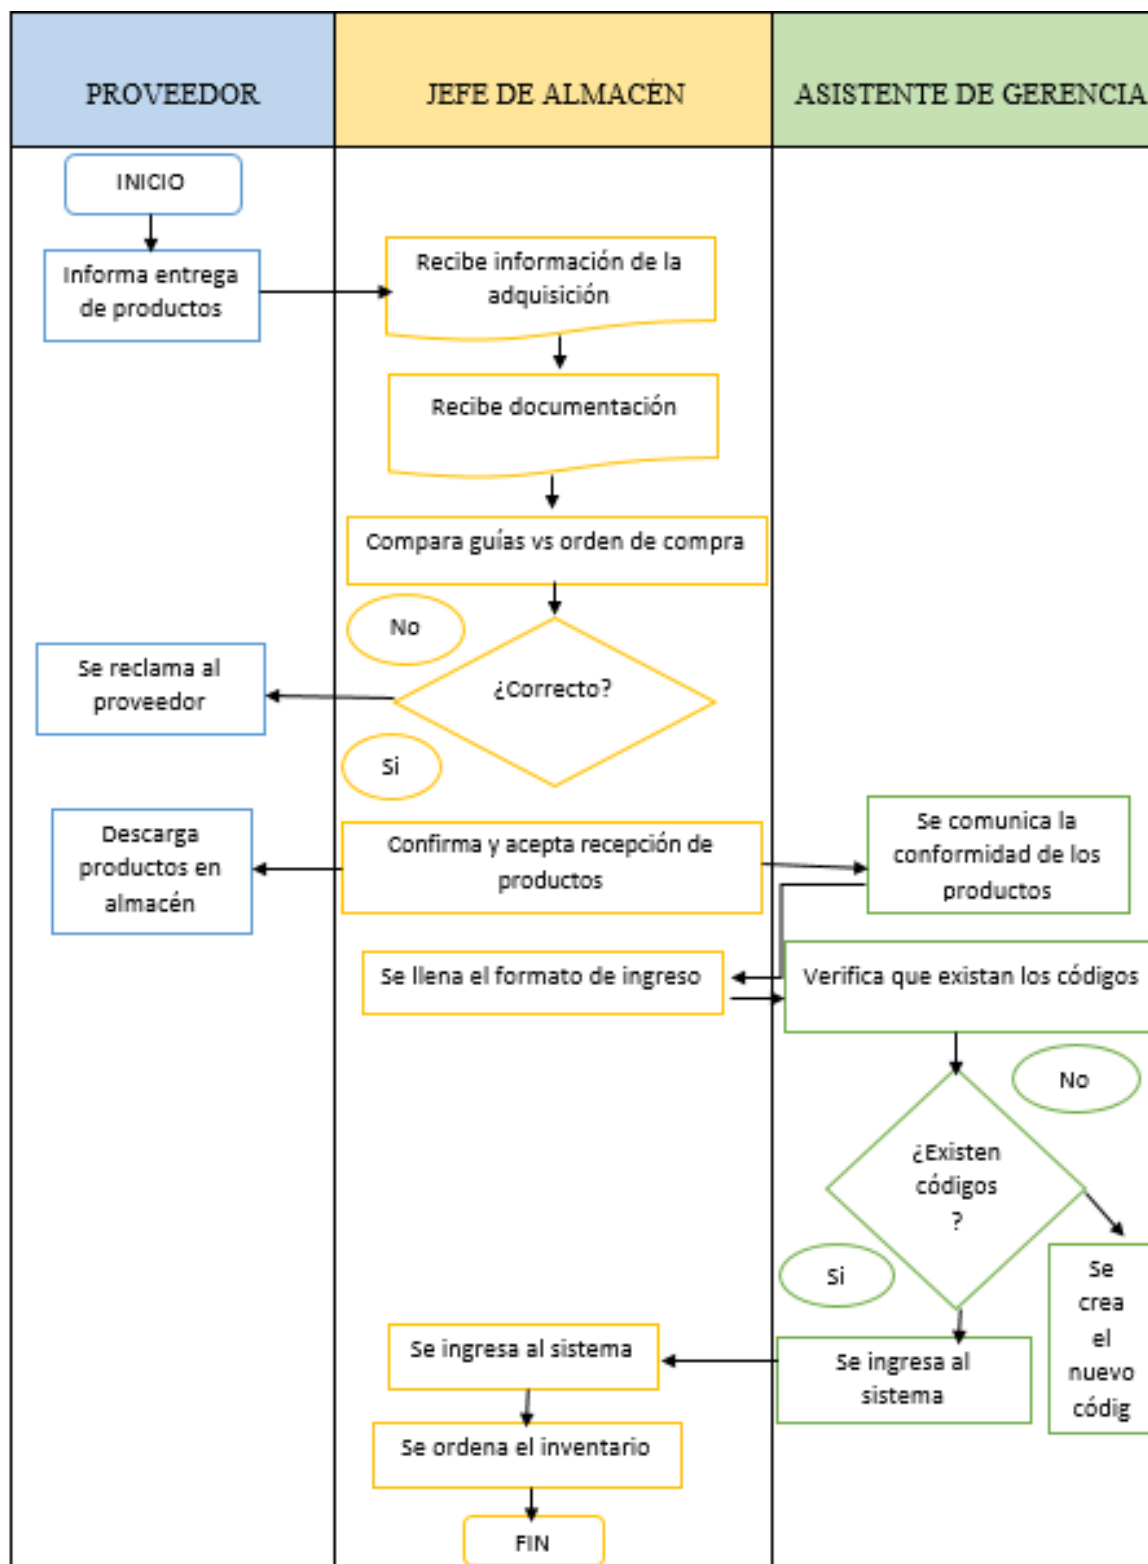 PROVEEDOR
JEFE DE ALMACÉN
ASISTENTE DE GERENCIA
INICIO
Informa entrega
de productos
Recibe información de la
adquisición
Recibe documentación
Compara guías vs orden de compra
No
¿Correcto?
Se reclama al
proveedor
Si
Descarga
productos en
almacén
Confirma y acepta recepción de
productos
Se comunica la
conformidad de los
productos
Se llena el formato de ingreso
Verifica que existan los códigos
No
¿Existen
códigos
?
Si
Se
crea
el
nuevo
códig
Se ingresa al
sistema
Se ingresa al sistema
Se ordena el inventario
FIN